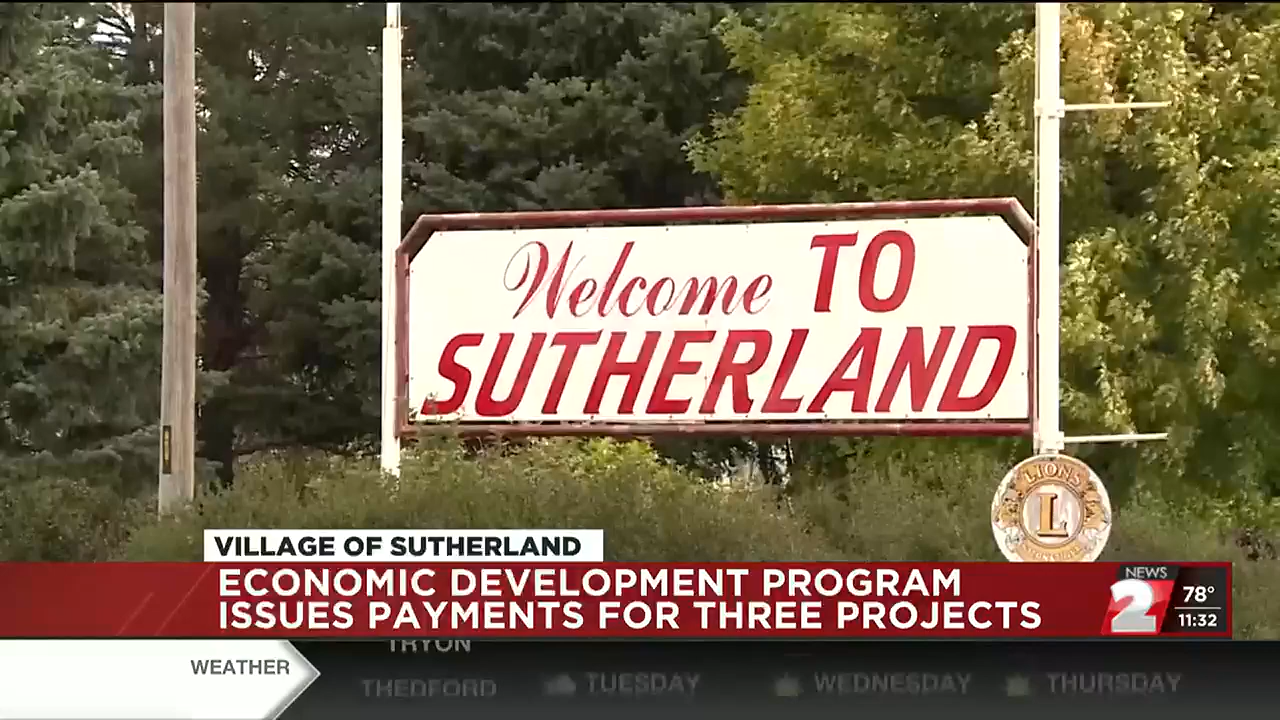 Welcome TO
SUTHERLAND
LIONS
L
VILLAGE OF SUTHERLAND
ECONOMIC DEVELOPMENT PROGRAM
ISSUES PAYMENTS FOR THREE PROJECTS
NEWS
2
78°
11:32
WEATHER
TRYON
THEDFORD
TUESDAY
WEDNESDAY
THURSDAY